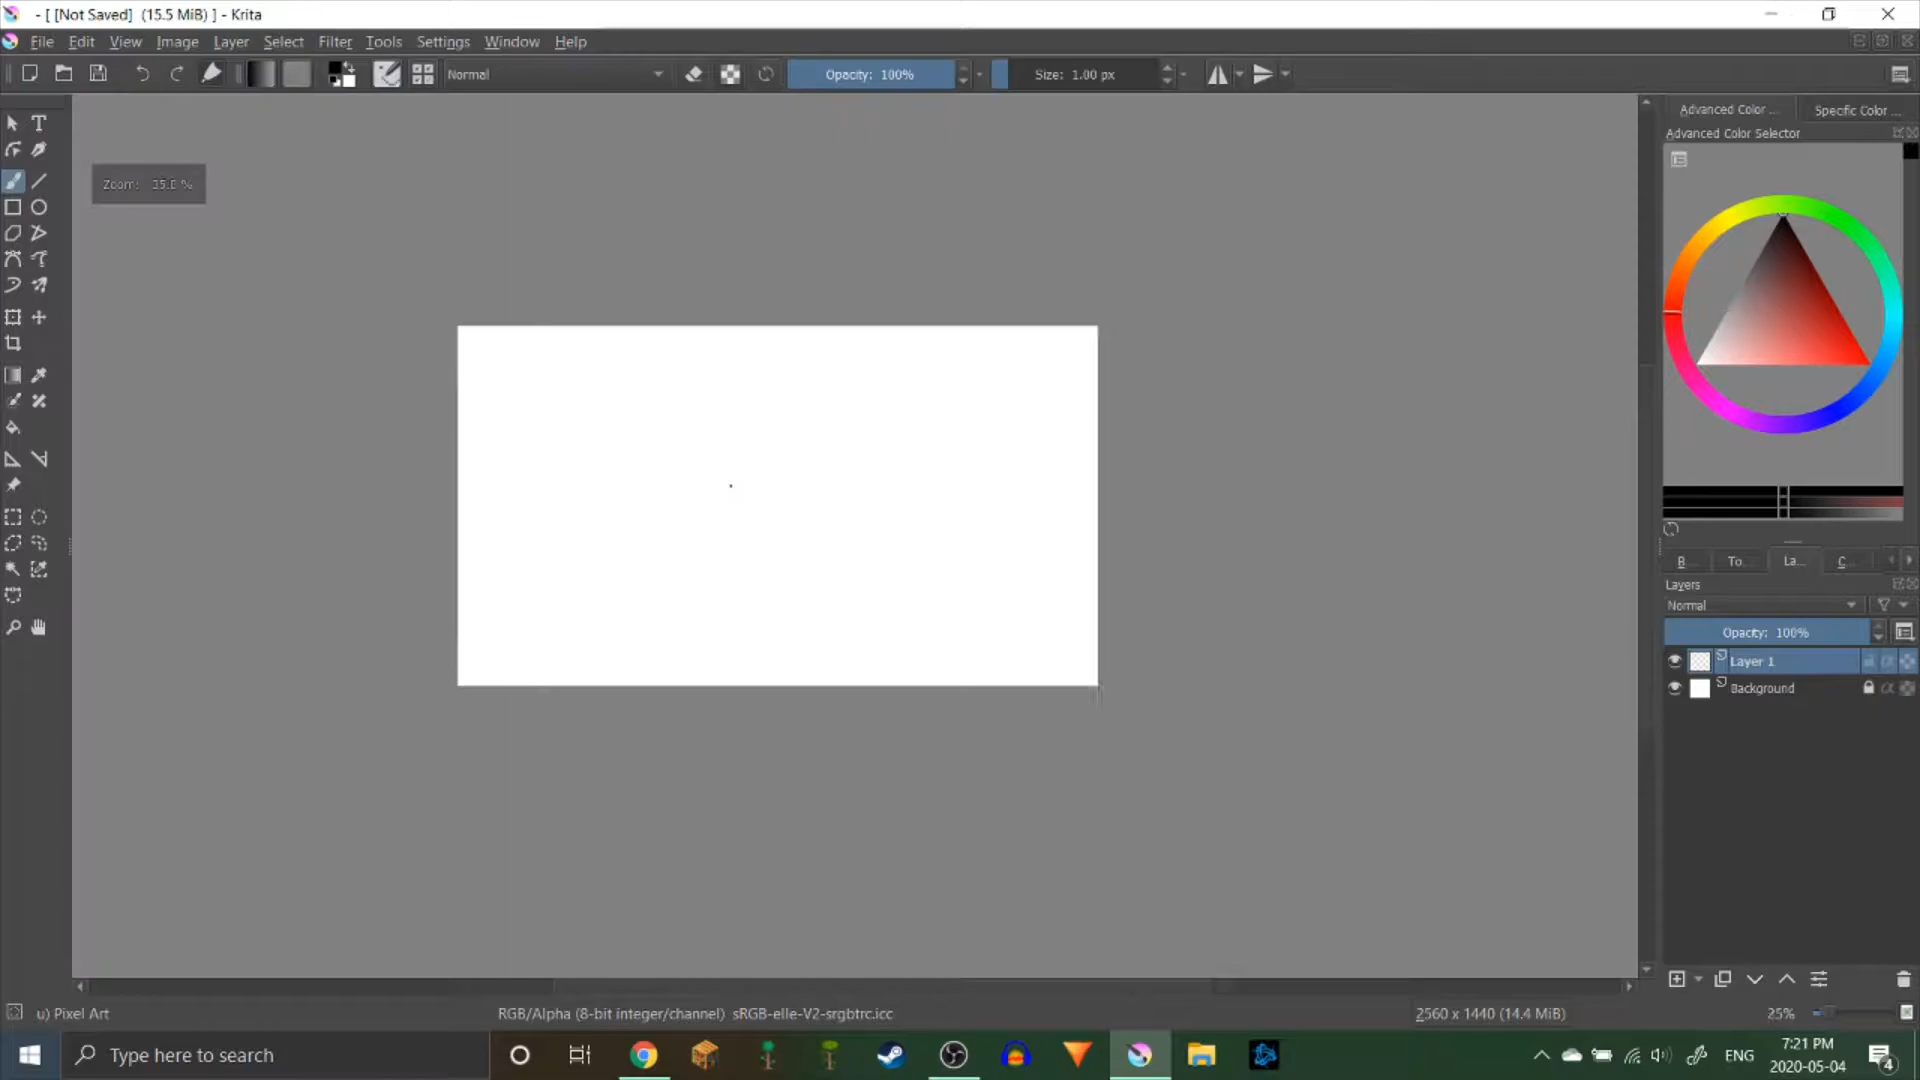 - [ [Not Saved]  (15.5 MiB) ] - Krita
File Edit View Image Layer Select Filter Tools Settings Window Help
Normal Opacity: 100% Size: 1.00 px
Advanced Color ... Specific Color ...
Advanced Color Selector
Zoom:
B... To... La... C...
Layers
Normal
Opacity: 100%
Layer 1
Background
u) Pixel Art RGB/Alpha (8-bit integer/channel) sRGB-elle-V2-srgbtrc.icc 2560 x 1440 (14.4 MiB) 25%
Type here to search ENG 7:21 PM
2020-05-04 4